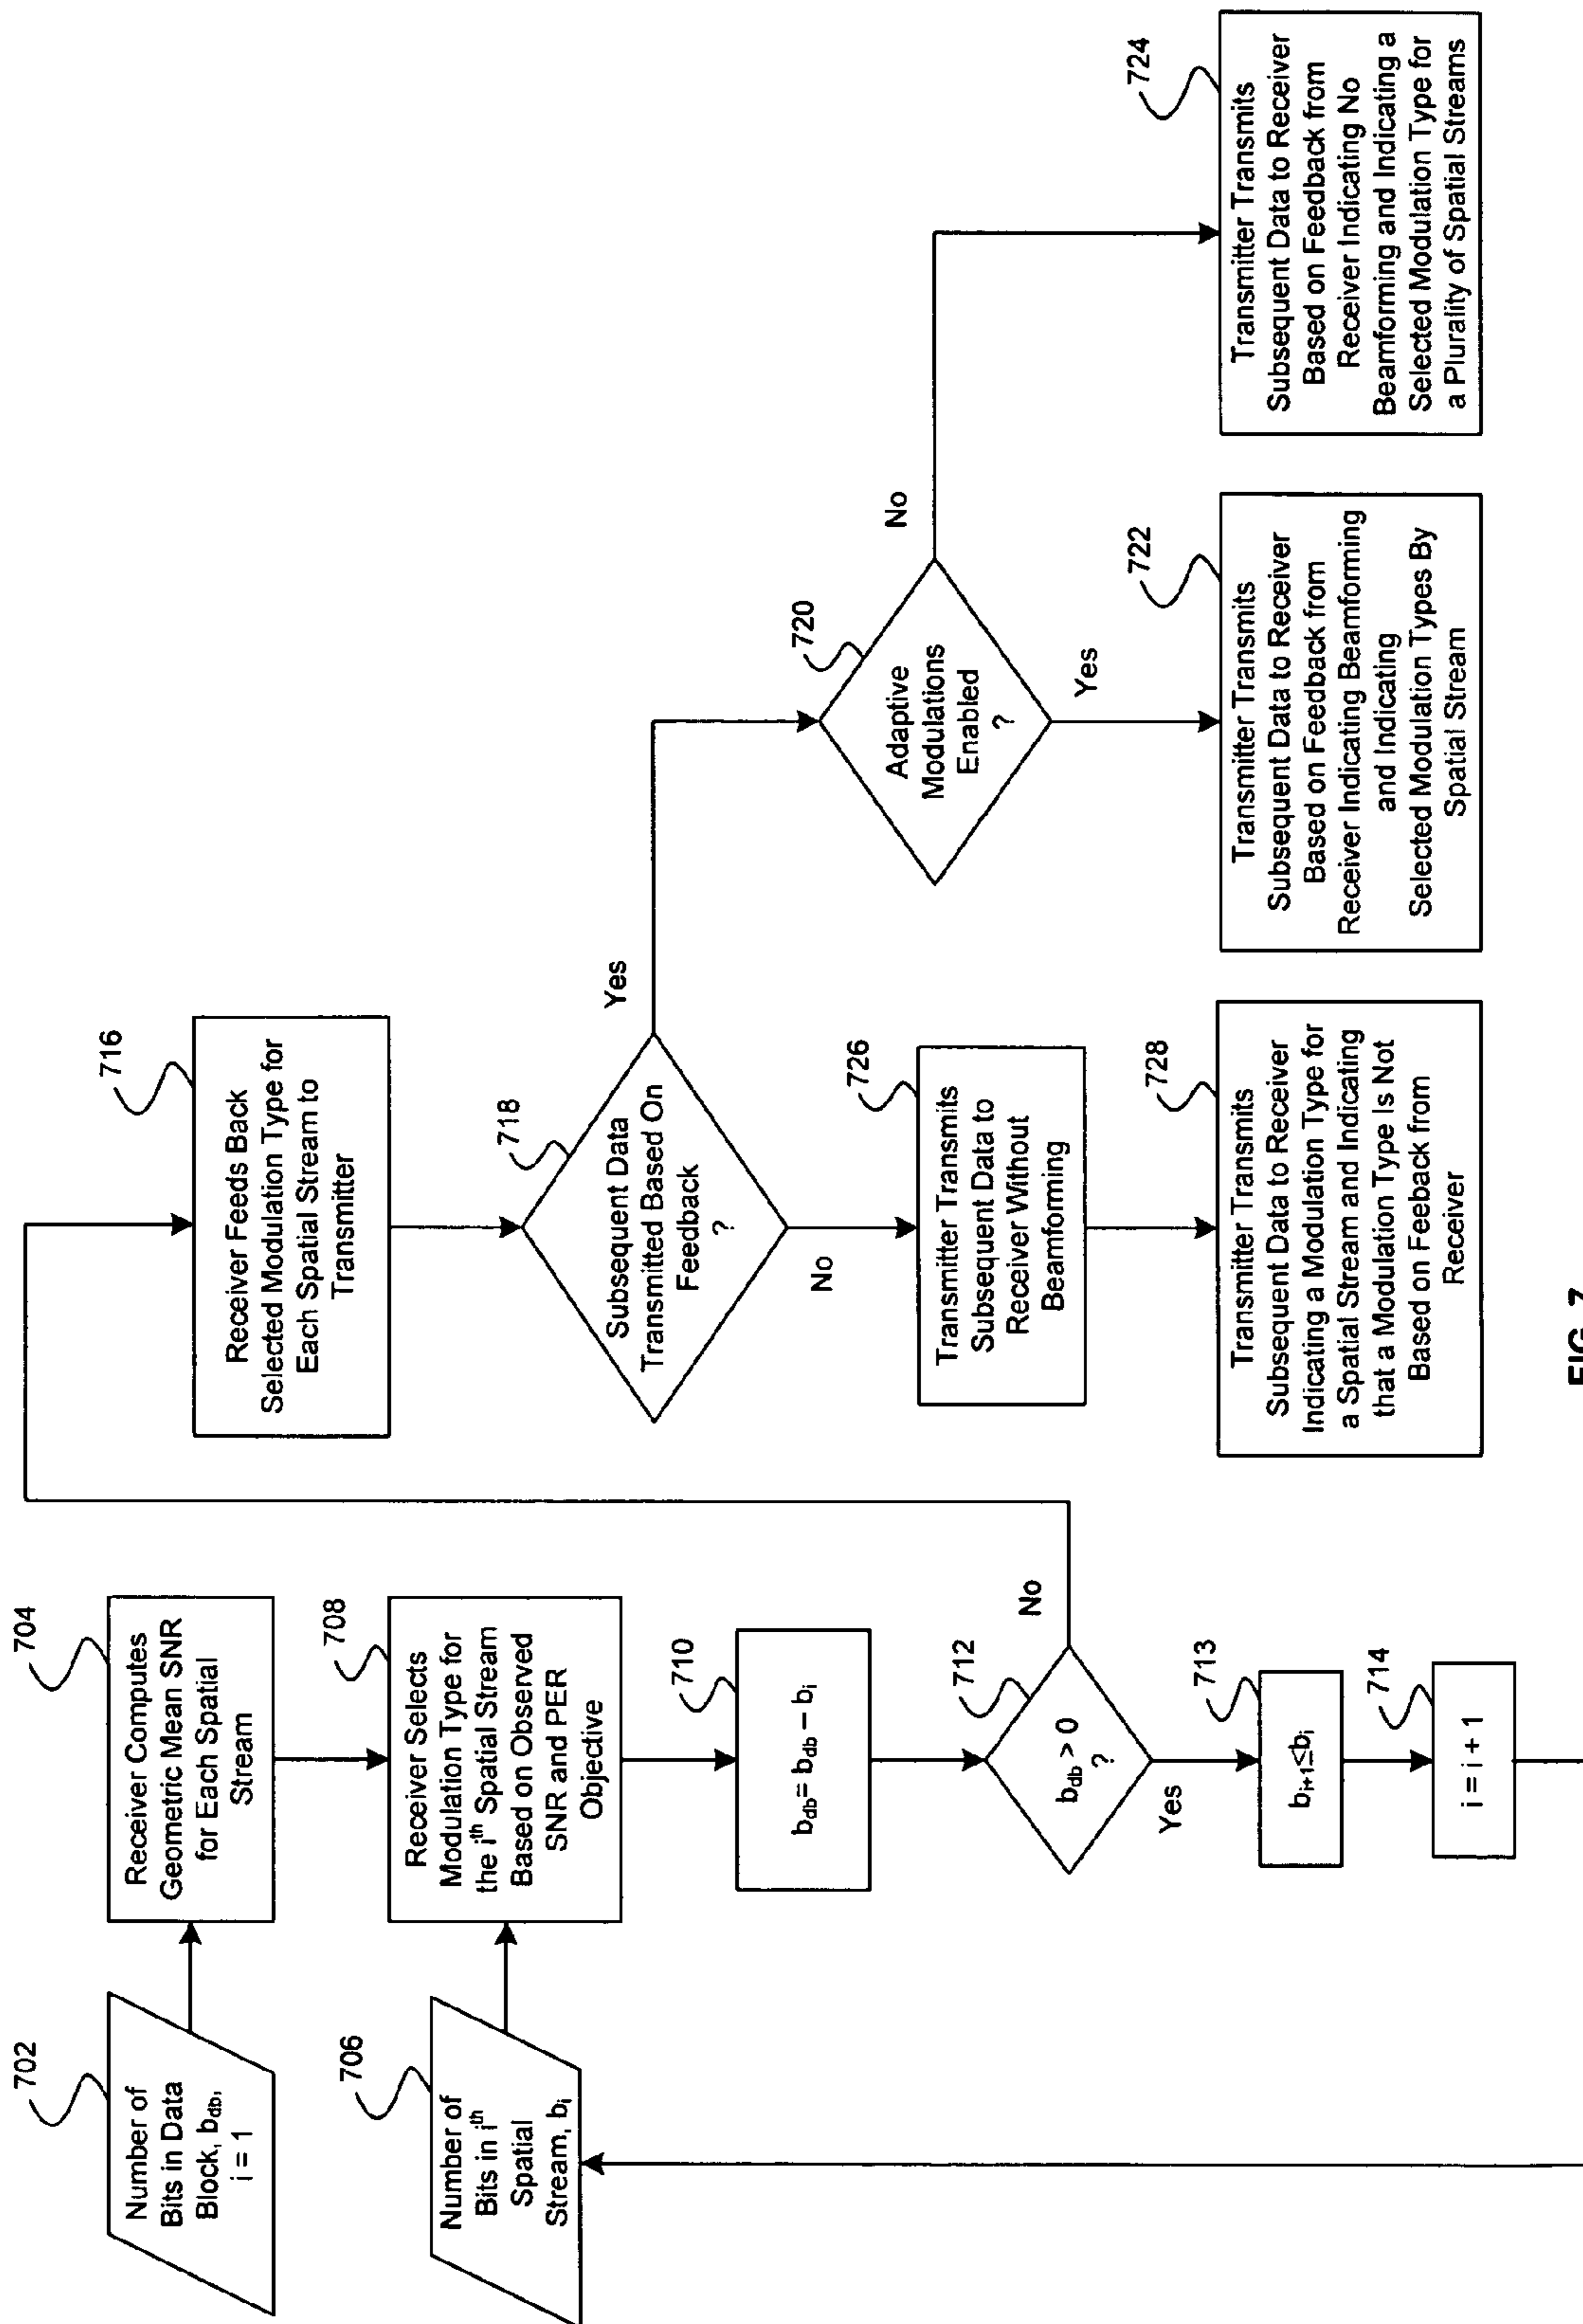 702
Number of
Bits in Data
Block, b_db,
i = 1
704
Receiver Computes
Geometric Mean SNR
for Each Spatial
Stream
706
Number of
Bits in i^th
Spatial
Stream, b_i
708
Receiver Selects
Modulation Type for
the i^th Spatial Stream
Based on Observed
SNR and PER
Objective
710
b_db = b_db – b_i
712
b_db > 0
?
No
Yes
713
b_i+1≤b_i
714
i = i + 1
716
Receiver Feeds Back
Selected Modulation Type for
Each Spatial Stream to
Transmitter
718
Subsequent Data
Transmitted Based On
Feedback
?
Yes
No
720
Adaptive
Modulations
Enabled
?
No
Yes
726
Transmitter Transmits
Subsequent Data to
Receiver Without
Beamforming
728
Transmitter Transmits
Subsequent Data to Receiver
Indicating a Modulation Type for
a Spatial Stream and Indicating
that a Modulation Type Is Not
Based on Feeback from
Receiver
722
Transmitter Transmits
Subsequent Data to Receiver
Based on Feedback from
Receiver Indicating Beamforming
and Indicating
Selected Modulation Types By
Spatial Stream
724
Transmitter Transmits
Subsequent Data to Receiver
Based on Feedback from
Receiver Indicating No
Beamforming and Indicating a
Selected Modulation Type for
a Plurality of Spatial Streams
FIG. 7